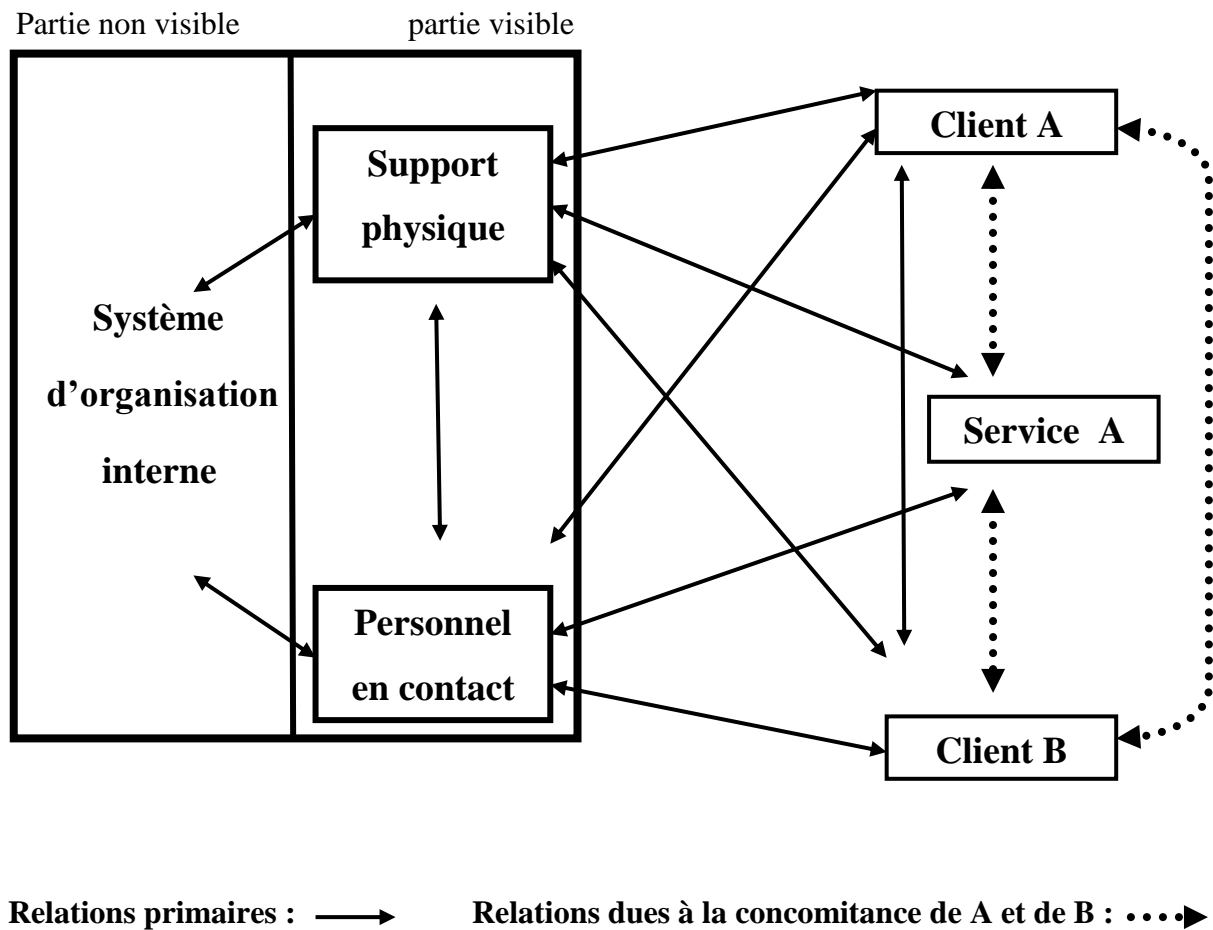 Partie non visible
partie visible
Support
physique
Système
d’organisation
interne
Personnel
en contact
Client A
Service A
Client B
Relations primaires :
Relations dues à la concomitance de A et de B :